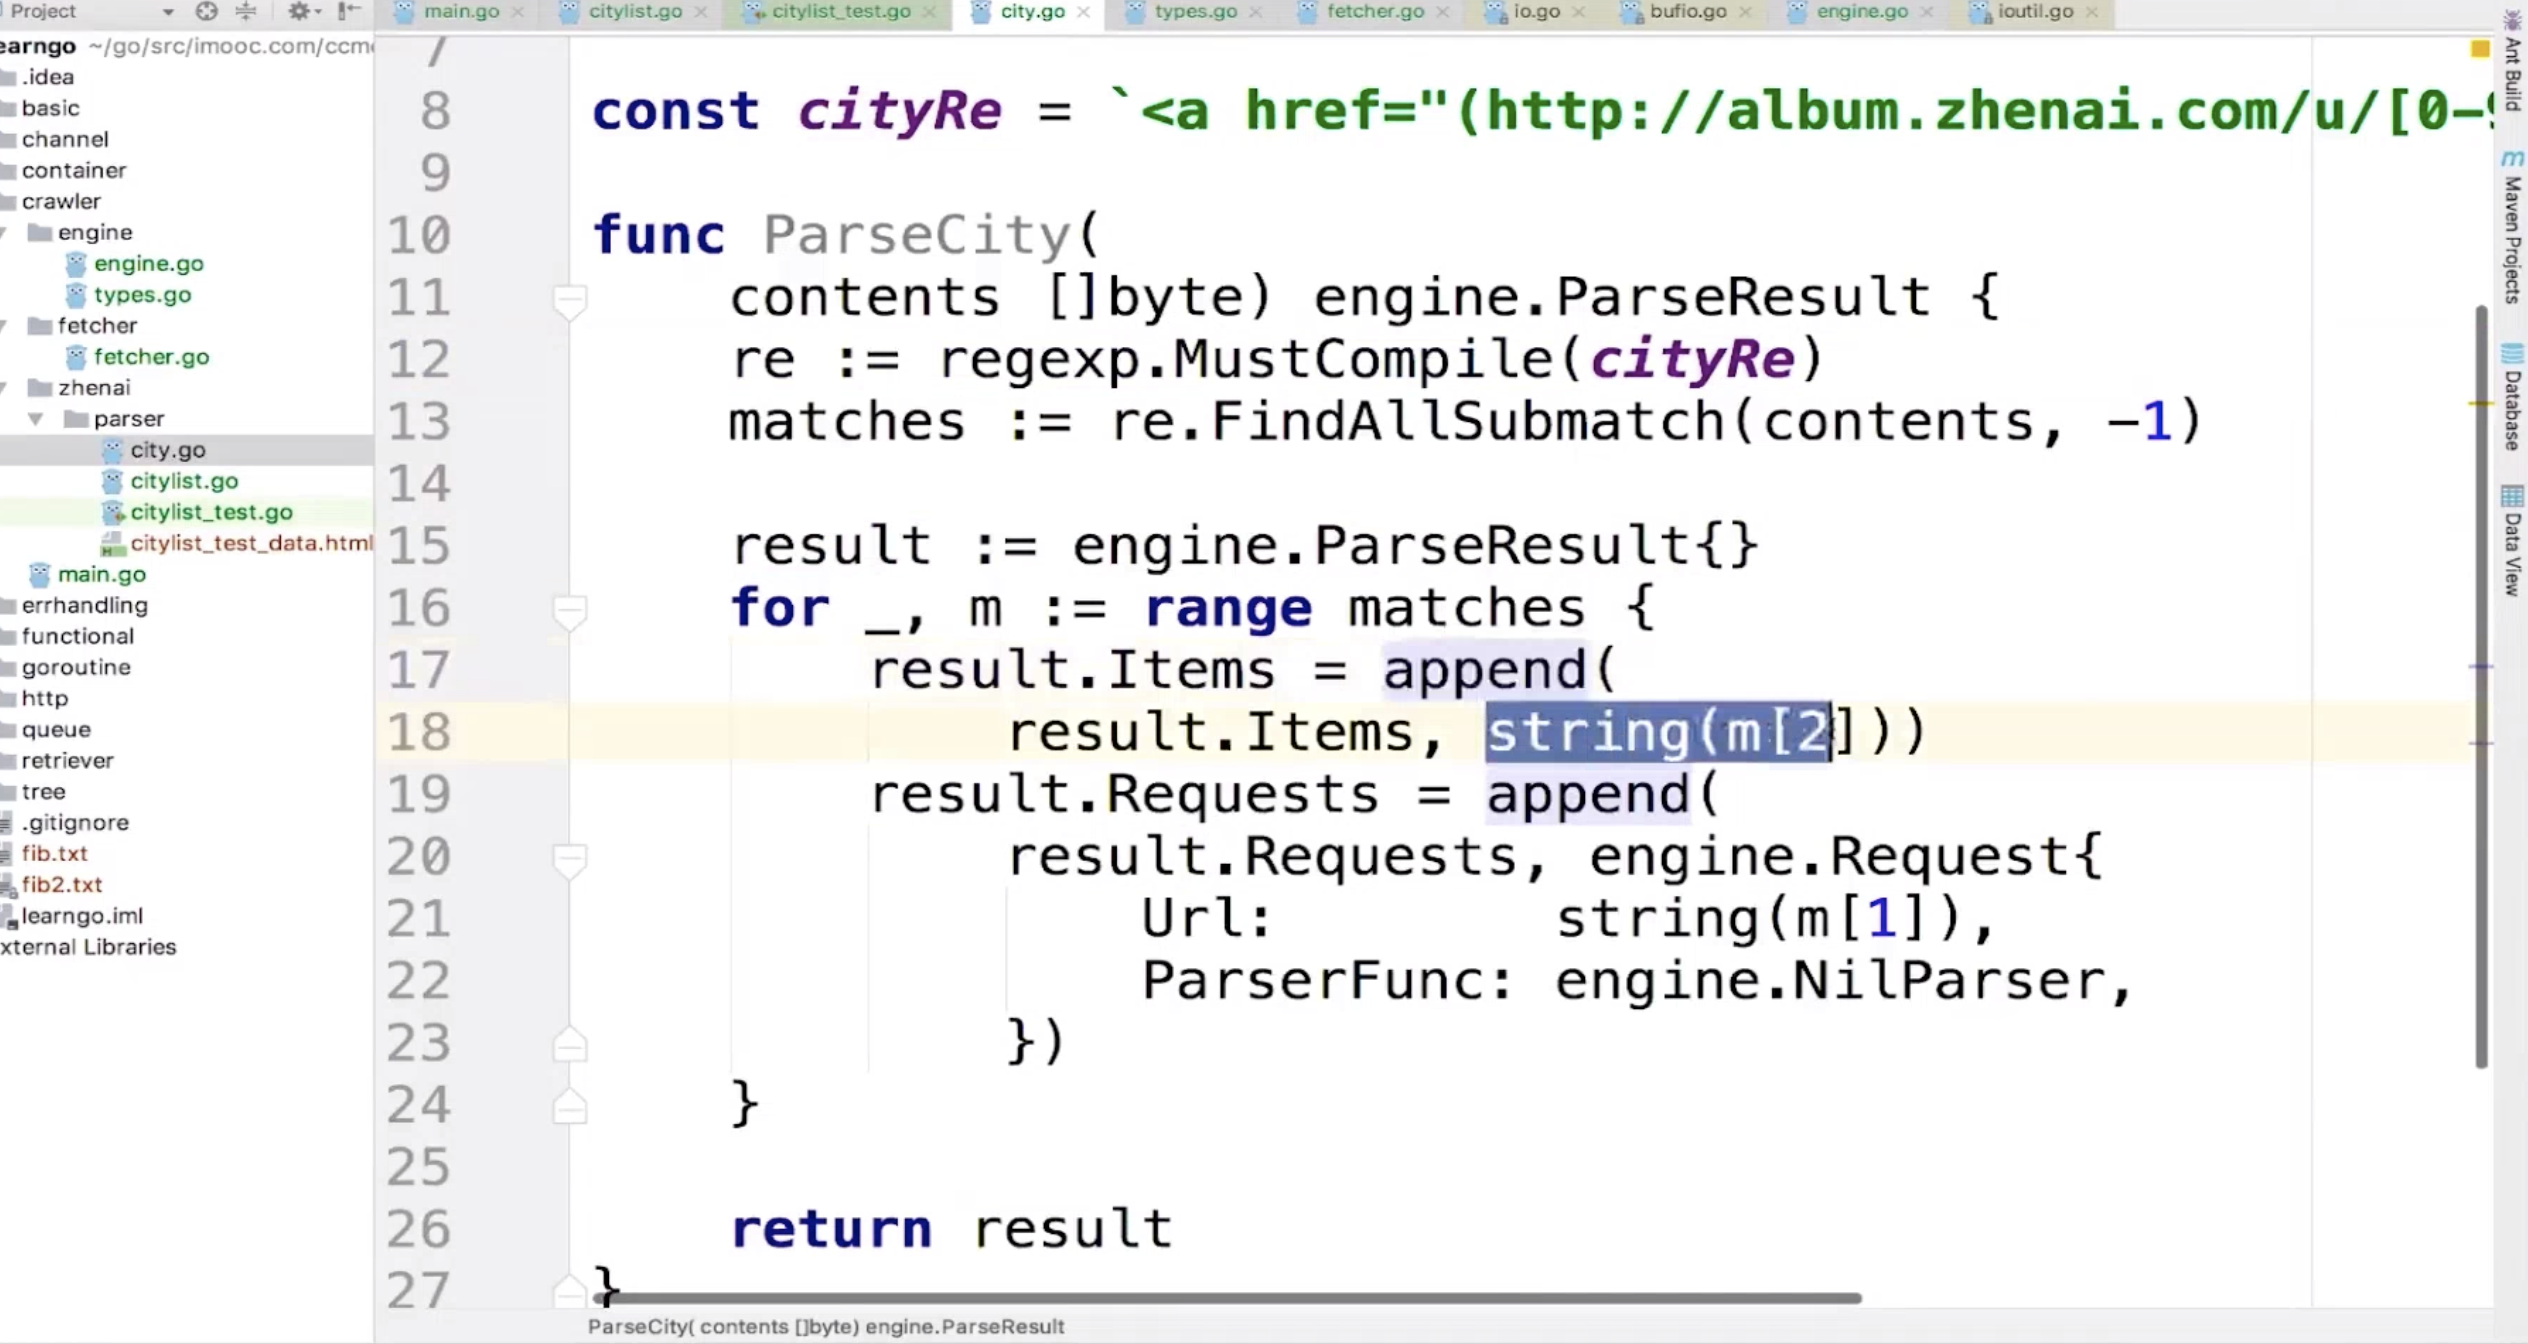 Project
main.go
citylist.go
citylist_test.go
city.go
types.go
fetcher.go
io.go
bufio.go
engine.go
ioutil.go
earngo ~/go/src/imooc.com/ccm
.idea
basic
channel
container
crawler
engine
engine.go
types.go
fetcher
fetcher.go
zhenai
parser
city.go
citylist.go
citylist_test.go
citylist_test_data.html
main.go
errhandling
functional
goroutine
http
queue
retriever
tree
.gitignore
fib.txt
fib2.txt
learngo.iml
xternal Libraries
7
8 const cityRe = `<a href="(http://album.zhenai.com/u/[0-9
9
10 func ParseCity(
11 contents []byte) engine.ParseResult {
12 re := regexp.MustCompile(cityRe)
13 matches := re.FindAllSubmatch(contents, -1)
14
15 result := engine.ParseResult{}
16 for _, m := range matches {
17 result.Items = append(
18 result.Items, string(m[2]))
19 result.Requests = append(
20 result.Requests, engine.Request{
21 Url: string(m[1]),
22 ParserFunc: engine.NilParser,
23 })
24 }
25
26 return result
27 }
ParseCity( contents []byte) engine.ParseResult
Ant Build
Maven Projects
Database
Data View